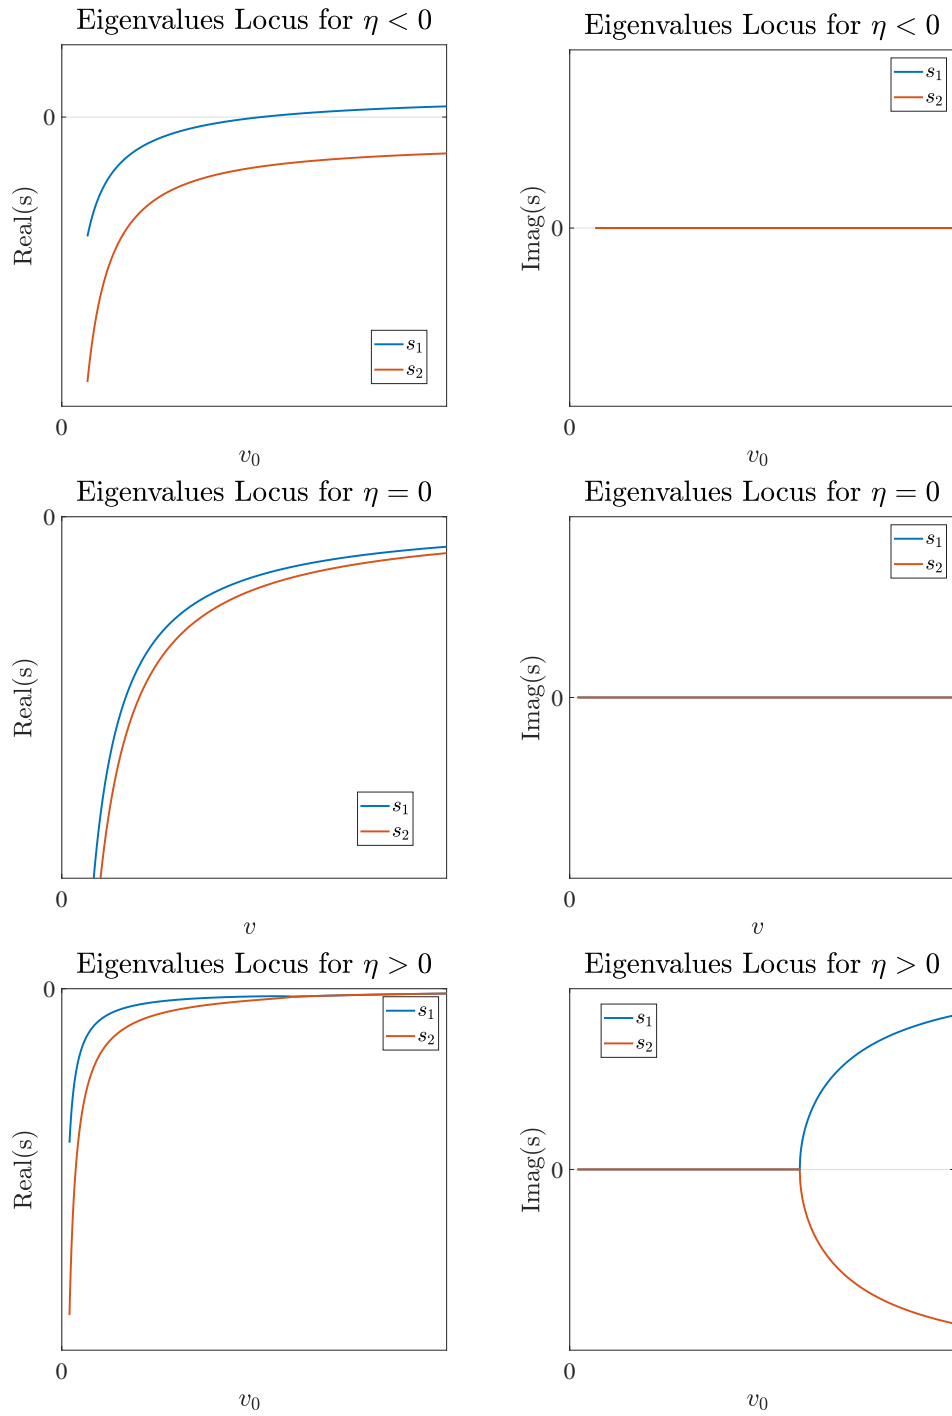 Eigenvalues Locus for η < 0
0
Real(s)
s₁
s₂
0
v₀
Eigenvalues Locus for η < 0
s₁
s₂
0
Imag(s)
0
v₀
Eigenvalues Locus for η = 0
0
Real(s)
s₁
s₂
0
v
Eigenvalues Locus for η = 0
s₁
s₂
0
Imag(s)
0
v
Eigenvalues Locus for η > 0
0
s₁
s₂
Real(s)
0
v₀
Eigenvalues Locus for η > 0
s₁
s₂
0
Imag(s)
0
v₀